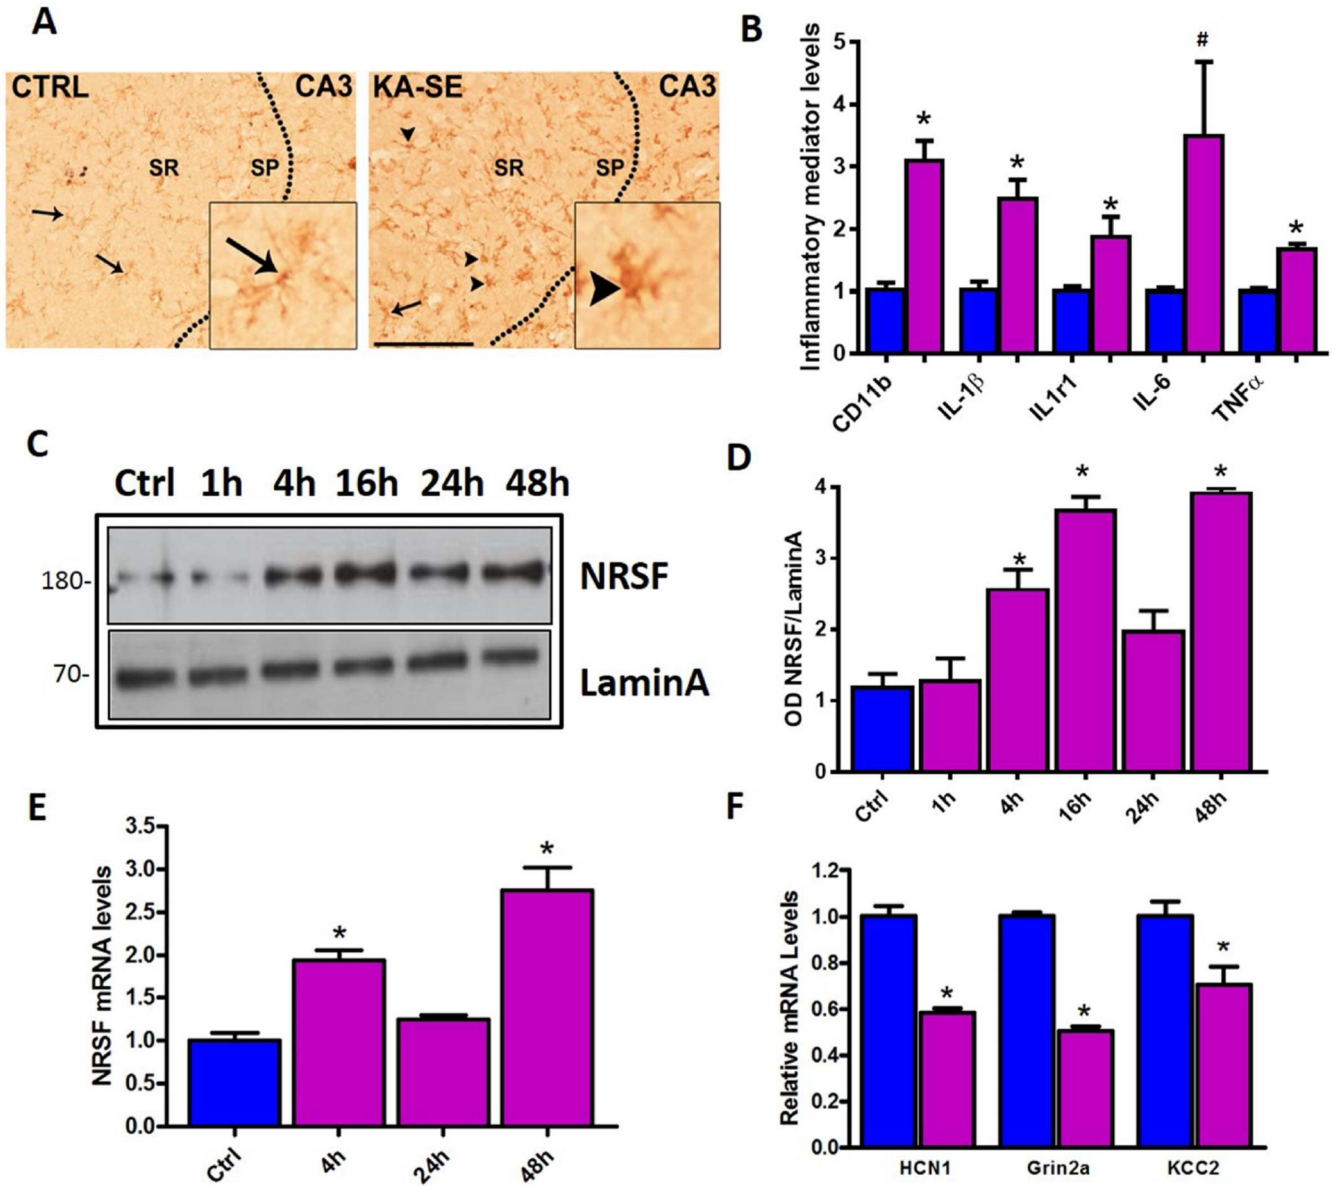 A
CTRL
CA3
SR
SP
KA-SE
CA3
SR
SP
B
Inflammatory mediator levels
5
4
3
2
1
0
*
*
*
#
*
CD11b
IL-1β
IL1r1
IL-6
TNFα
C
Ctrl 1h 4h 16h 24h 48h
180-
NRSF
70-
LaminA
D
OD NRSF/LaminA
4
3
2
1
0
*
*
*
Ctrl
1h
4h
16h
24h
48h
E
NRSF mRNA levels
3.5
3.0
2.5
2.0
1.5
1.0
0.5
0.0
*
*
Ctrl
4h
24h
48h
F
Relative mRNA Levels
1.2
1.0
0.8
0.6
0.4
0.2
0.0
*
*
*
HCN1
Grin2a
KCC2